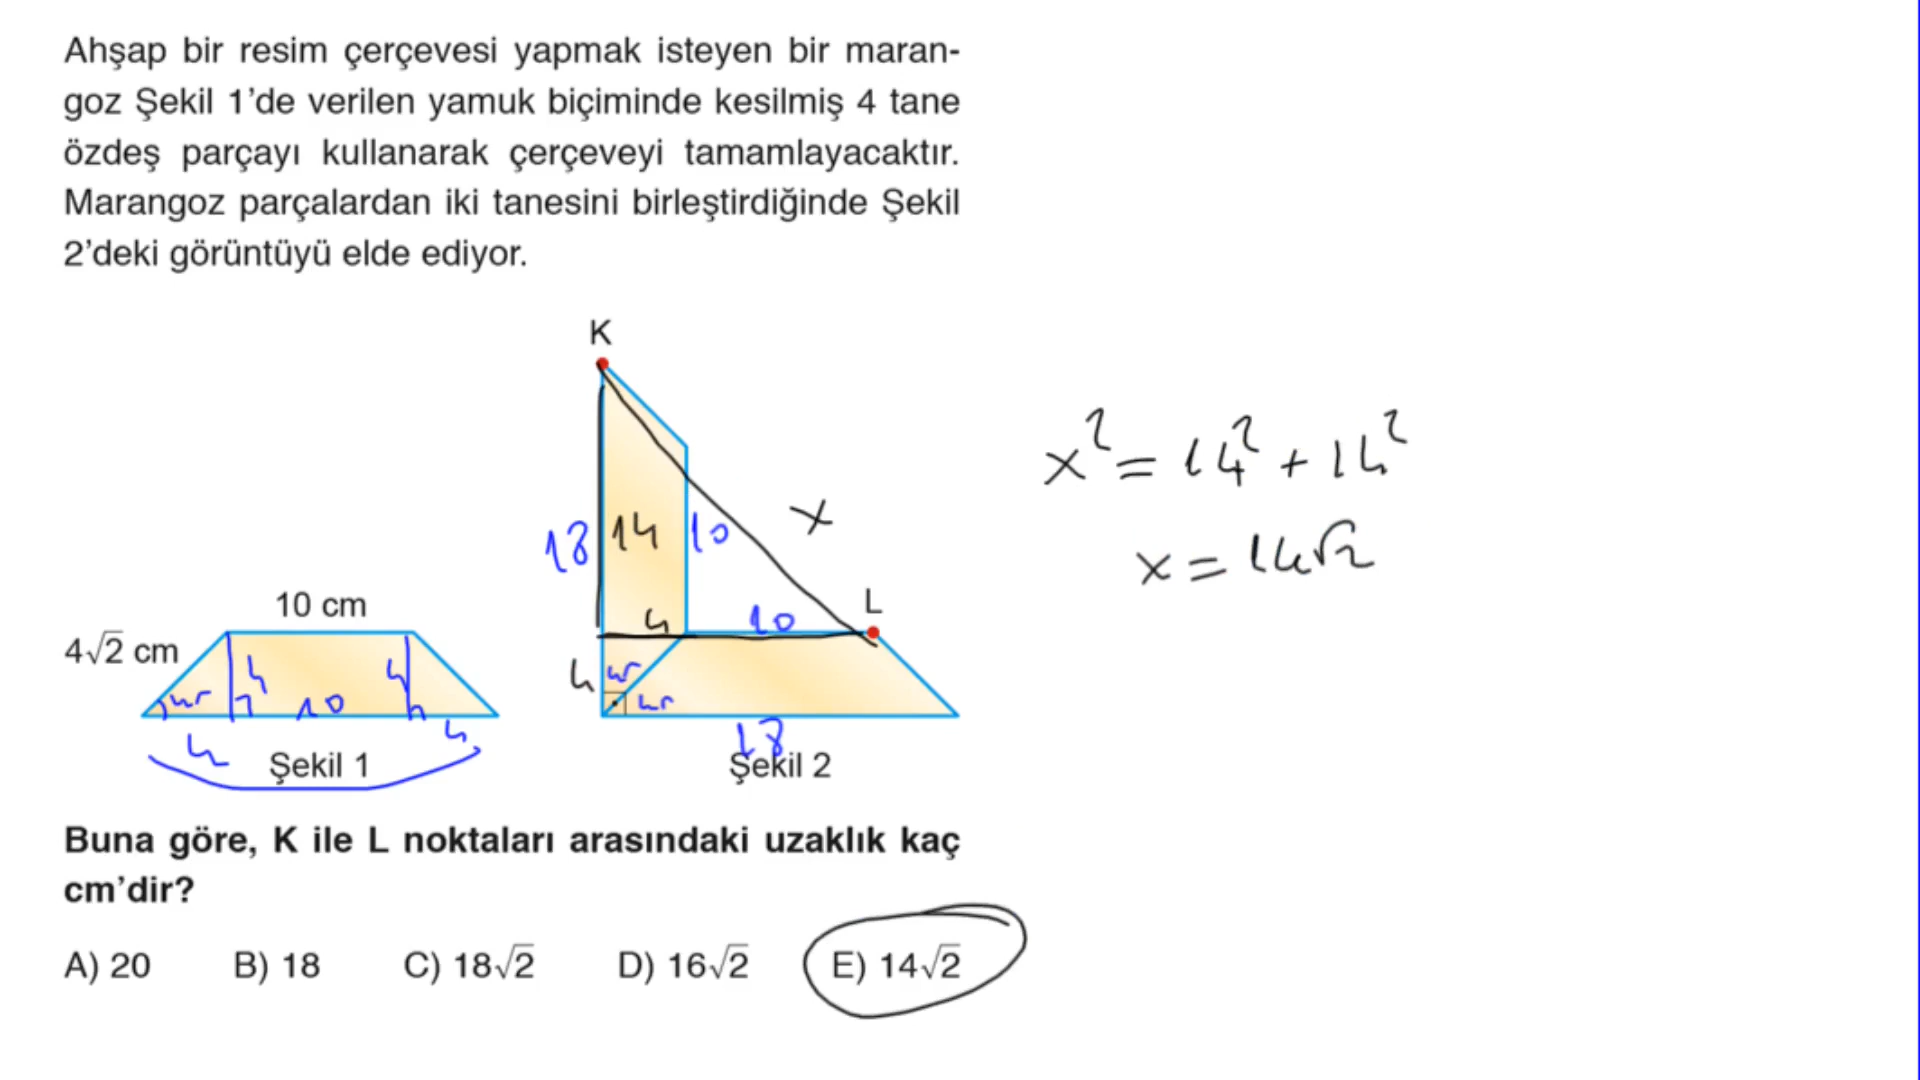 Ahşap bir resim çerçevesi yapmak isteyen bir maran-
goz Şekil 1’de verilen yamuk biçiminde kesilmiş 4 tane
özdeş parçayı kullanarak çerçeveyi tamamlayacaktır.
Marangoz parçalardan iki tanesini birleştirdiğinde Şekil
2’deki görüntüyü elde ediyor.
K
x² = 14² + 14²
18 14 10 x
x = 14√2
10 cm
L
4 10
4√2 cm
4 4
4 45 45
45 10
18
4 4
Şekil 1
Şekil 2
Buna göre, K ile L noktaları arasındaki uzaklık kaç
cm’dir?
A) 20 B) 18 C) 18√2 D) 16√2 E) 14√2